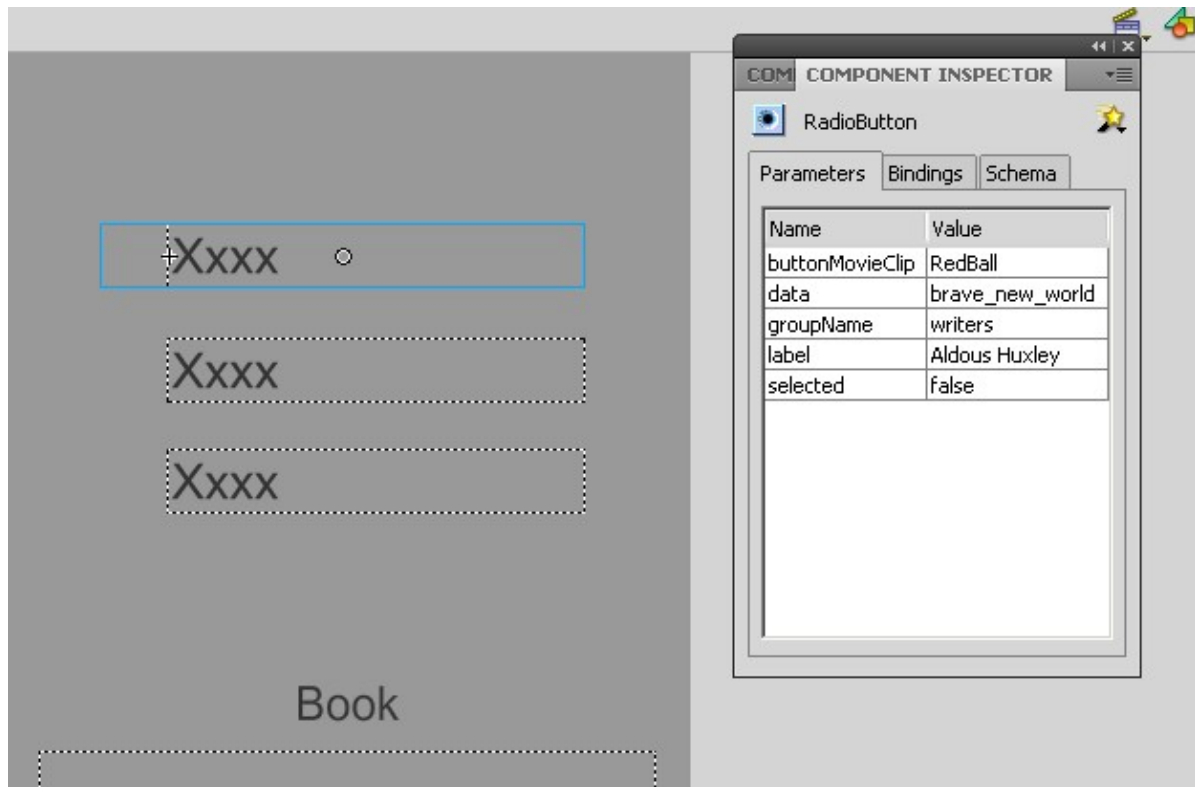 COM COMPONENT INSPECTOR
RadioButton
Parameters Bindings Schema
Name Value
buttonMovieClip RedBall
data brave_new_world
groupName writers
label Aldous Huxley
selected false
Xxxx
Xxxx
Xxxx
Book